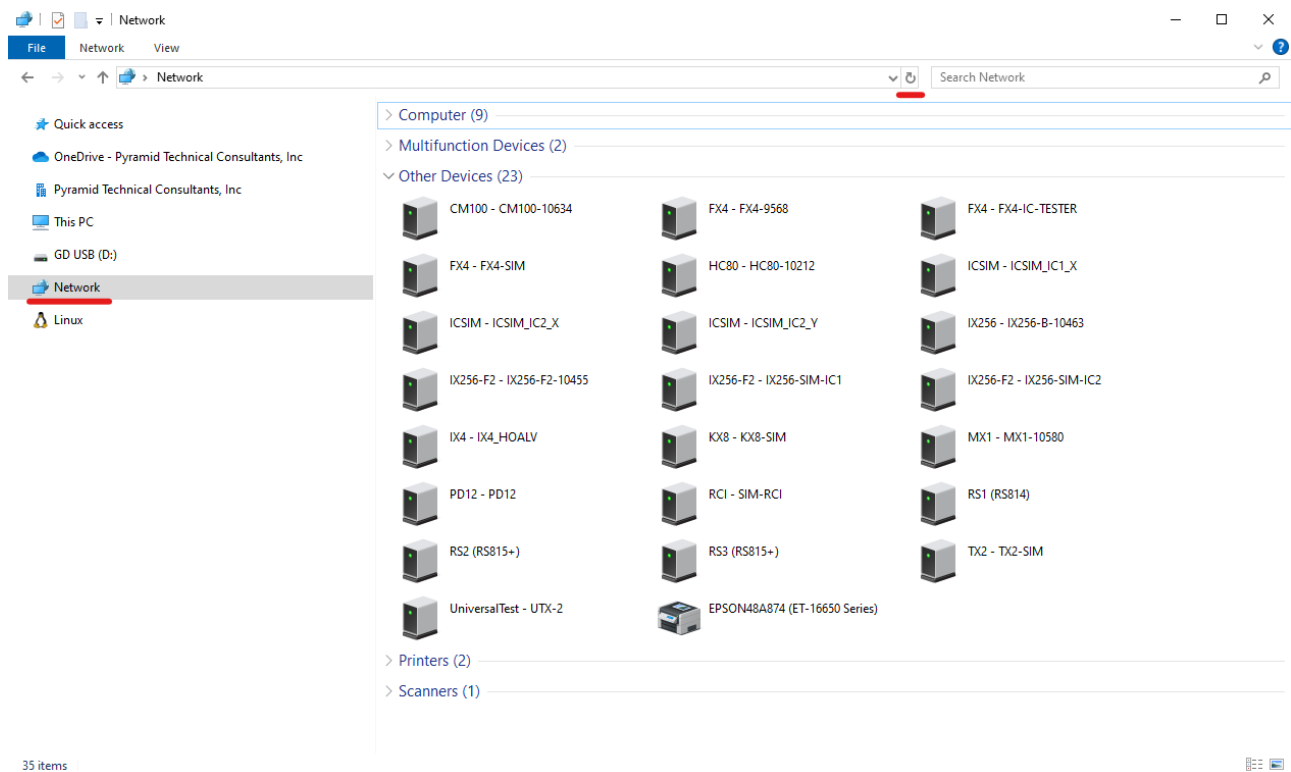 Network
File Network View
Network Search Network
Quick access
OneDrive - Pyramid Technical Consultants, Inc
Pyramid Technical Consultants, Inc
This PC
GD USB (D:)
Network
Linux
Computer (9)
Multifunction Devices (2)
Other Devices (23)
CM100 - CM100-10634 FX4 - FX4-9568 FX4 - FX4-IC-TESTER
FX4 - FX4-SIM HC80 - HC80-10212 ICSIM - ICSIM_IC1_X
ICSIM - ICSIM_IC2_X ICSIM - ICSIM_IC2_Y IX256 - IX256-B-10463
IX256-F2 - IX256-F2-10455 IX256-F2 - IX256-SIM-IC1 IX256-F2 - IX256-SIM-IC2
IX4 - IX4_HOALV KX8 - KX8-SIM MX1 - MX1-10580
PD12 - PD12 RCI - SIM-RCI RS1 (RS814)
RS2 (RS815+) RS3 (RS815+) TX2 - TX2-SIM
UniversalTest - UTX-2 EPSON48A874 (ET-16650 Series)
Printers (2)
Scanners (1)
35 items